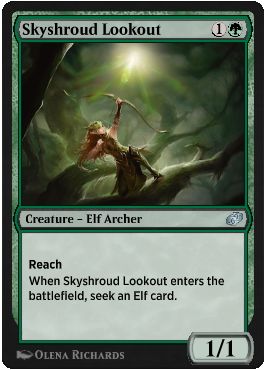 Skyshroud Lookout 1
Creature – Elf Archer
Reach
When Skyshroud Lookout enters the
battlefield, seek an Elf card.
1/1
Olena Richards